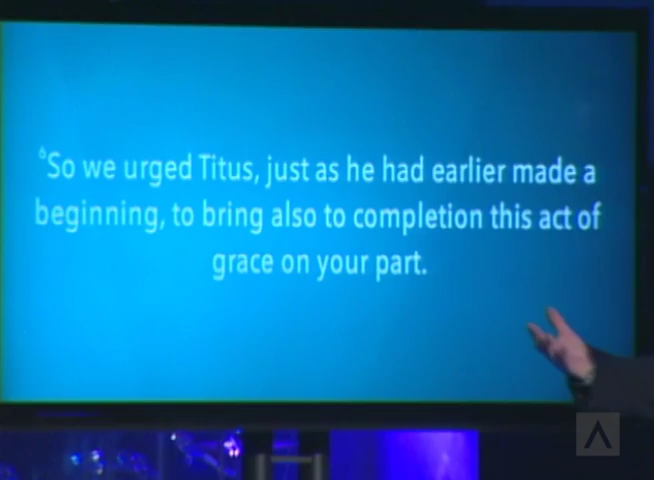 ⁶So we urged Titus, just as he had earlier made a
beginning, to bring also to completion this act of
grace on your part.